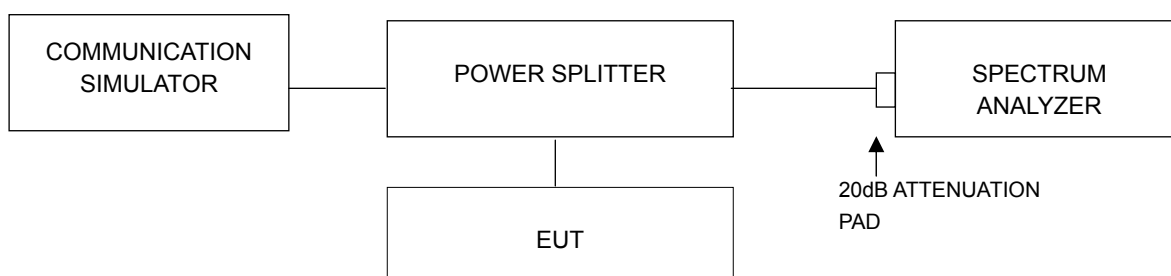 COMMUNICATION
SIMULATOR
POWER SPLITTER
SPECTRUM
ANALYZER
20dB ATTENUATION
PAD
EUT